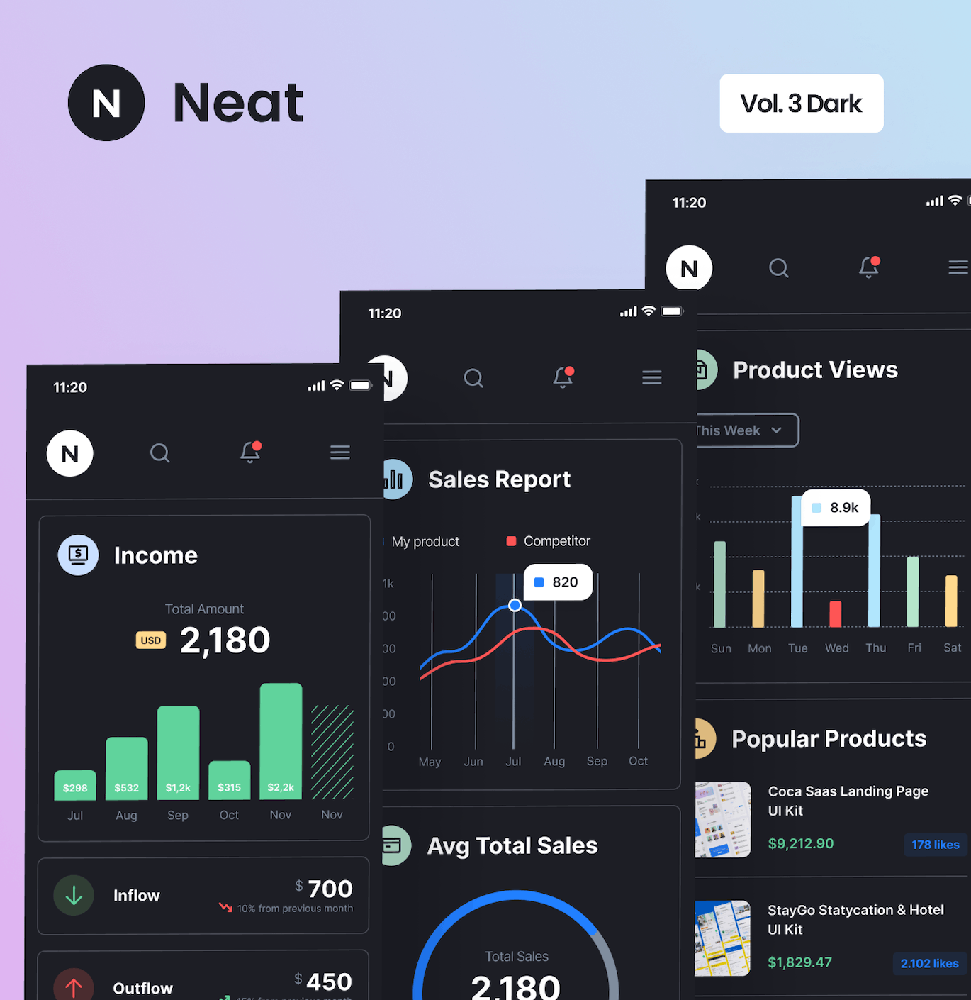 N Neat
Vol. 3 Dark
11:20
N
Income
Total Amount
USD 2,180
$298 $532 $1,2k $315 $2,2k
Jul Aug Sep Oct Nov Nov
Inflow
$ 700
10% from previous month
Outflow
$ 450
11:20
N
Sales Report
My product Competitor
820
1k
00
00
00
00
0
May Jun Jul Aug Sep Oct
Avg Total Sales
Total Sales
2,180
11:20
N
Product Views
This Week
8.9k
k
k
k
Sun Mon Tue Wed Thu Fri Sat
Popular Products
Coca Saas Landing Page
UI Kit
$9,212.90
178 likes
StayGo Statycation & Hotel
UI Kit
$1,829.47
2.102 likes